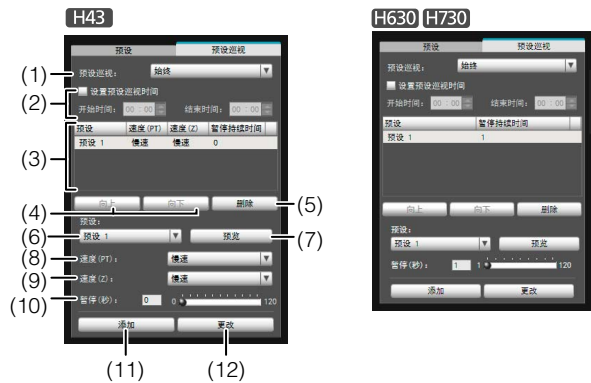 H43
预设 预设巡视
(1) 预设巡视： 始终
(2) 设置预设巡视时间
开始时间： 00 : 00 结束时间： 00 : 00
(3) 预设 速度(PT) 速度(Z) 暂停持续时间
预设 1 慢速 慢速 0
(4) 向上 向下 删除 (5)
预设：
(6) 预设 1 预览 (7)
(8) 速度(PT)： 慢速
(9) 速度(Z)： 慢速
(10) 暂停(秒)： 0 0 120
添加 更改
(11) (12)
H630 H730
预设 预设巡视
预设巡视： 始终
设置预设巡视时间
开始时间： 00 : 00 结束时间： 00 : 00
预设 暂停持续时间
预设 1 1
向上 向下 删除
预设：
预设 1 预览
暂停(秒)： 1 1 120
添加 更改